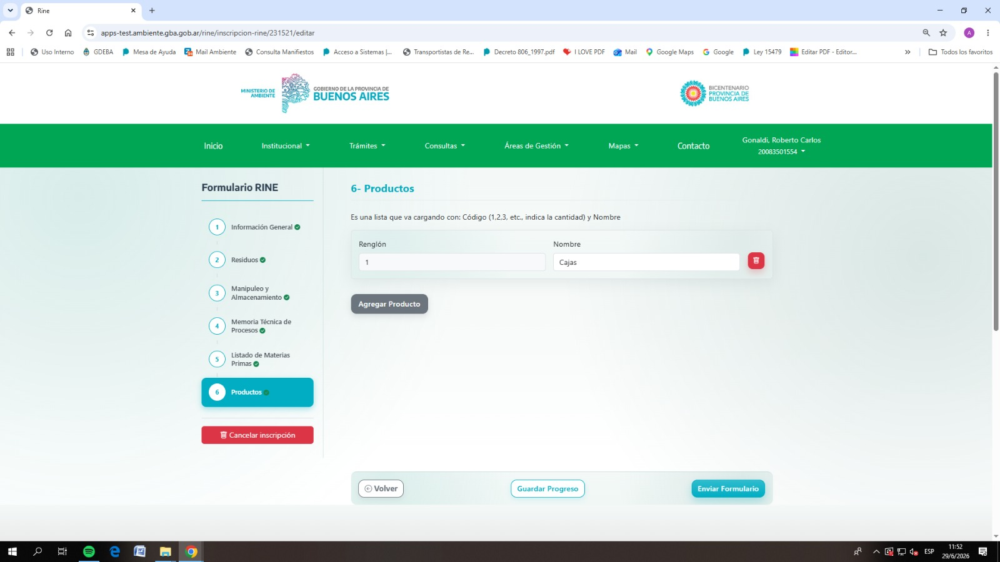 Rine
apps-test.ambiente.gba.gob.ar/rine/inscripcion-rine/231521/editar
A
Uso Interno
GDEBA
Mesa de Ayuda
Mail Ambiente
Consulta Manifiestos
Acceso a Sistemas |...
Transportistas de Re...
Decreto 806_1997.pdf
I LOVE PDF
Mail
Google Maps
Google
Ley 15479
Editar PDF - Editor...
Todos los favoritos
MINISTERIO DE
AMBIENTE
GOBIERNO DE LA PROVINCIA DE
BUENOS AIRES
BICENTENARIO
PROVINCIA DE
BUENOS AIRES
Inicio
Institucional
Trámites
Consultas
Áreas de Gestión
Mapas
Contacto
Gonaldi, Roberto Carlos
20083501554
Formulario RINE
1 Información General
2 Residuos
3 Manipuleo y
Almacenamiento
4 Memoria Técnica de
Procesos
5 Listado de Materias
Primas
6 Productos
Cancelar inscripción
6- Productos
Es una lista que va cargando con: Código (1,2,3, etc., indica la cantidad) y Nombre
Renglón
Nombre
1
Cajas
Agregar Producto
Volver
Guardar Progreso
Enviar Formulario
ESP
11:52
29/6/2026